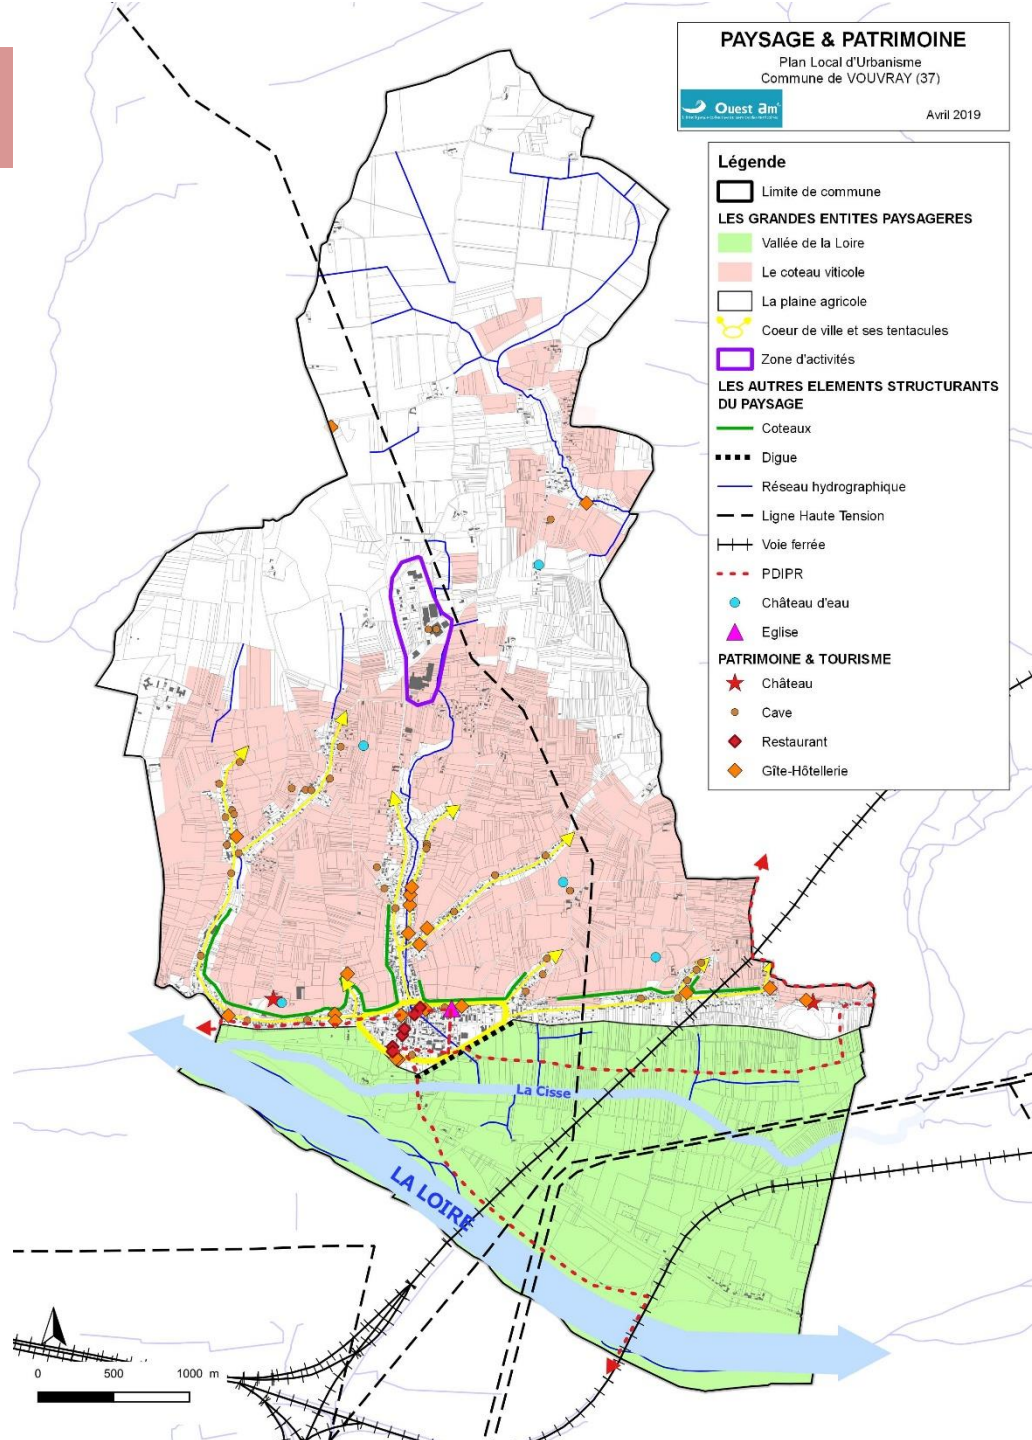 PAYSAGE & PATRIMOINE
Plan Local d'Urbanisme
Commune de VOUVRAY (37)
Ouest am'
Avril 2019
Légende
Limite de commune
LES GRANDES ENTITES PAYSAGERES
Vallée de la Loire
Le coteau viticole
La plaine agricole
Coeur de ville et ses tentacules
Zone d'activités
LES AUTRES ELEMENTS STRUCTURANTS
DU PAYSAGE
Coteaux
Digue
Réseau hydrographique
Ligne Haute Tension
Voie ferrée
PDIPR
Château d'eau
Eglise
PATRIMOINE & TOURISME
Château
Cave
Restaurant
Gîte-Hôtellerie
La Cisse
LA LOIRE
0 500 1000 m